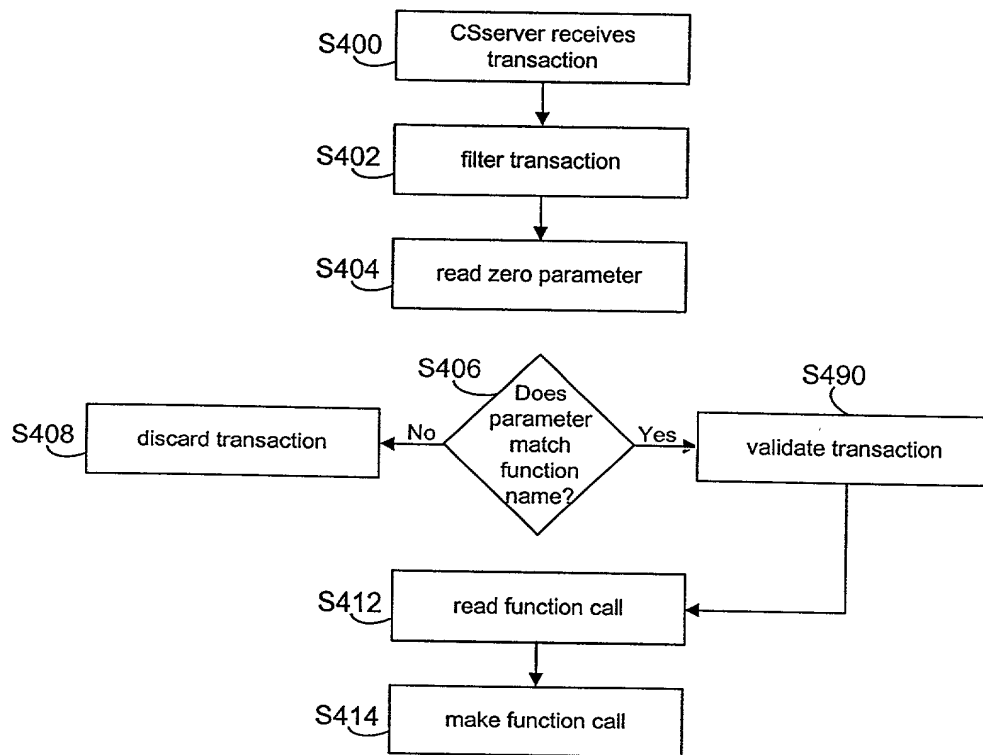 S400
CSserver receives
transaction
S402
filter transaction
S404
read zero parameter
S406
Does
parameter
match
function
name?
No
Yes
S408
discard transaction
S490
validate transaction
S412
read function call
S414
make function call